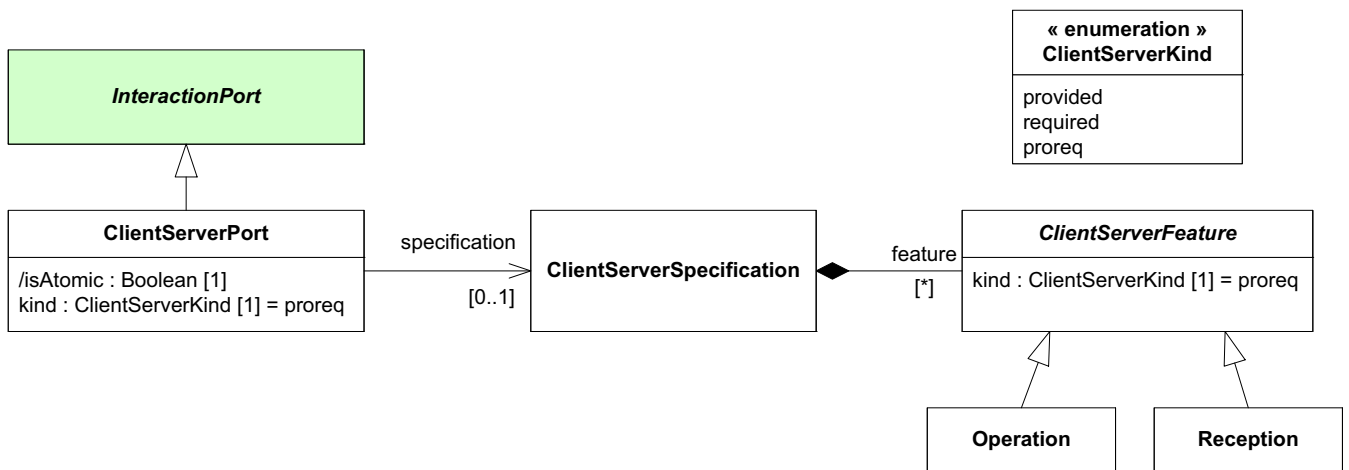 « enumeration »
ClientServerKind
provided
required
proreq
InteractionPort
ClientServerPort
/isAtomic : Boolean [1]
kind : ClientServerKind [1] = proreq
specification
[0..1]
ClientServerSpecification
feature
[*]
ClientServerFeature
kind : ClientServerKind [1] = proreq
Operation
Reception